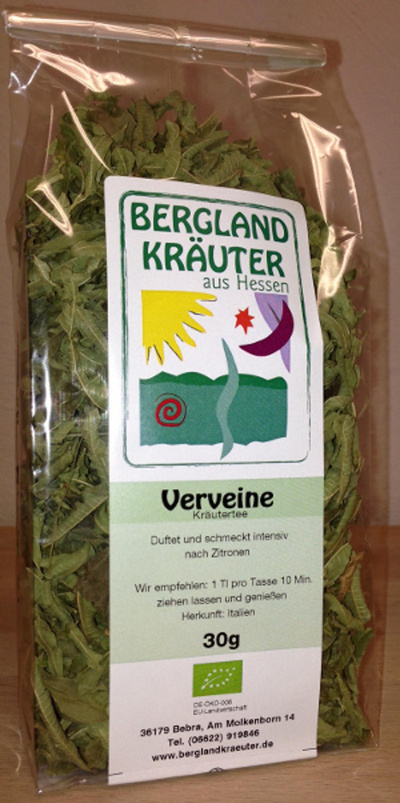 BERGLAND
KRÄUTER
aus Hessen
Verveine
Kräutertee
Duftet und schmeckt intensiv
nach Zitronen
Wir empfehlen: 1 Tl pro Tasse 10 Min.
ziehen lassen und genießen
Herkunft: Italien
30g
DE-ÖKO-006
EU-Landwirtschaft
36179 Bebra, Am Molkenborn 14
Tel. (06622) 919846
www.berglandkraeuter.de